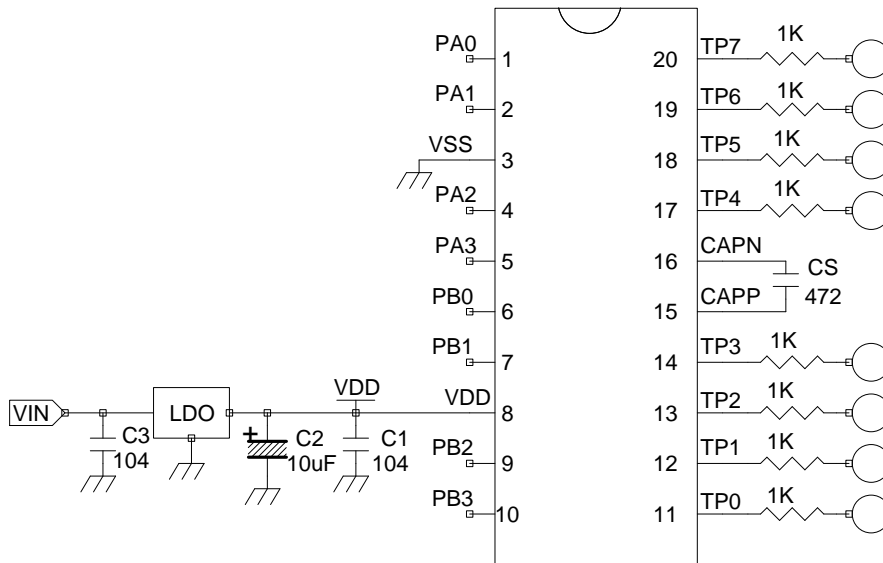 PA0 1 20 TP7 1K
PA1 2 19 TP6 1K
VSS 3 18 TP5 1K
PA2 4 17 TP4 1K
PA3 5 16 CAPN
CS
472
PB0 6 15 CAPP
PB1 7 14 TP3 1K
VIN LDO VDD VDD 8 13 TP2 1K
C3
104
C2
10uF
C1
104
PB2 9 12 TP1 1K
PB3 10 11 TP0 1K